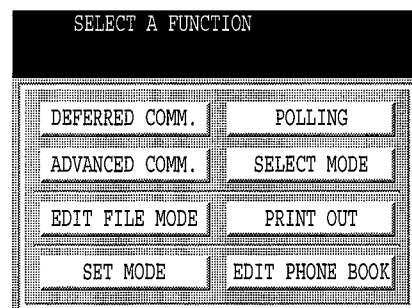 SELECT A FUNCTION
DEFERRED COMM. POLLING
ADVANCED COMM. SELECT MODE
EDIT FILE MODE PRINT OUT
SET MODE EDIT PHONE BOOK